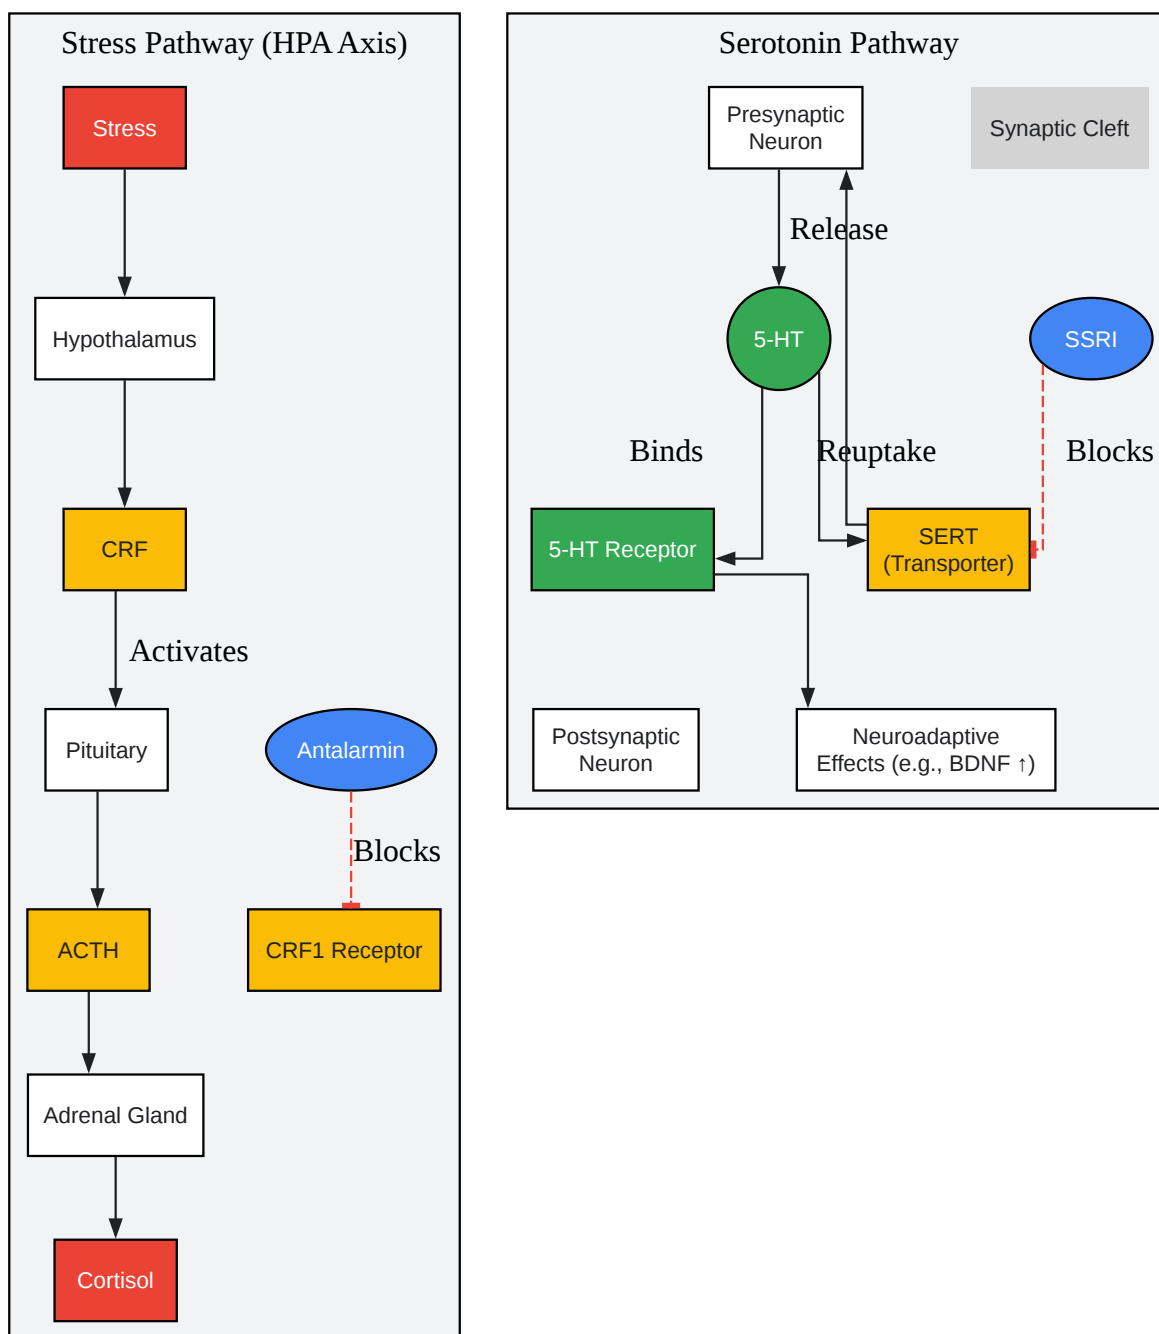 Stress Pathway (HPA Axis)
Stress
Hypothalamus
CRF
Activates
Pituitary
Antalarmin
Blocks
ACTH
CRF1 Receptor
Adrenal Gland
Cortisol
Serotonin Pathway
Presynaptic
Neuron
Synaptic Cleft
Release
5-HT
SSRI
Binds
Reuptake
Blocks
5-HT Receptor
SERT
(Transporter)
Postsynaptic
Neuron
Neuroadaptive
Effects (e.g., BDNF ↑)